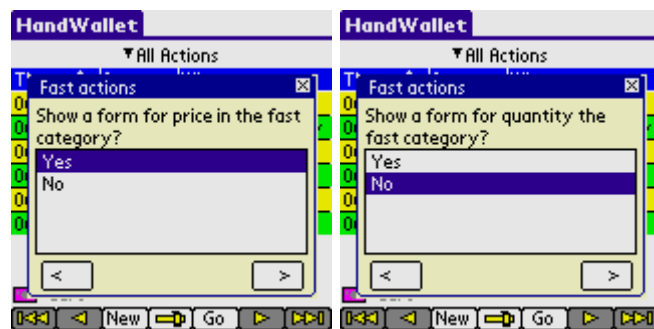 HandWallet
▼All Actions
Fast actions
Show a form for price in the fast
category?
Yes
No
<
>
New
Go
HandWallet
▼All Actions
Fast actions
Show a form for quantity the
fast category?
Yes
No
<
>
New
Go